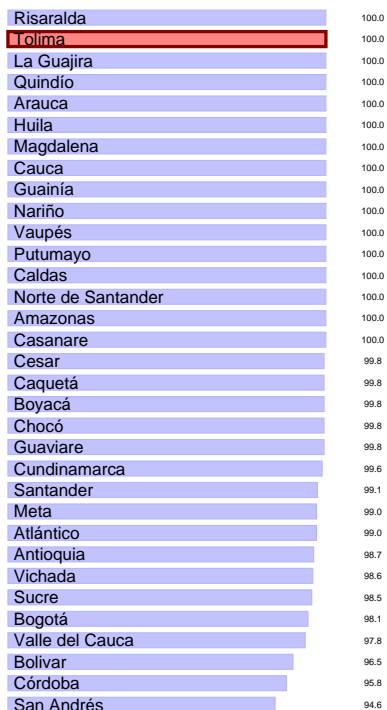 Risaralda 100.0
Tolima 100.0
La Guajira 100.0
Quindío 100.0
Arauca 100.0
Huila 100.0
Magdalena 100.0
Cauca 100.0
Guainía 100.0
Nariño 100.0
Vaupés 100.0
Putumayo 100.0
Caldas 100.0
Norte de Santander 100.0
Amazonas 100.0
Casanare 100.0
Cesar 99.8
Caquetá 99.8
Boyacá 99.8
Chocó 99.8
Guaviare 99.8
Cundinamarca 99.6
Santander 99.1
Meta 99.0
Atlántico 99.0
Antioquia 98.7
Vichada 98.6
Sucre 98.5
Bogotá 98.1
Valle del Cauca 97.8
Bolivar 96.5
Córdoba 95.8
San Andrés 94.6